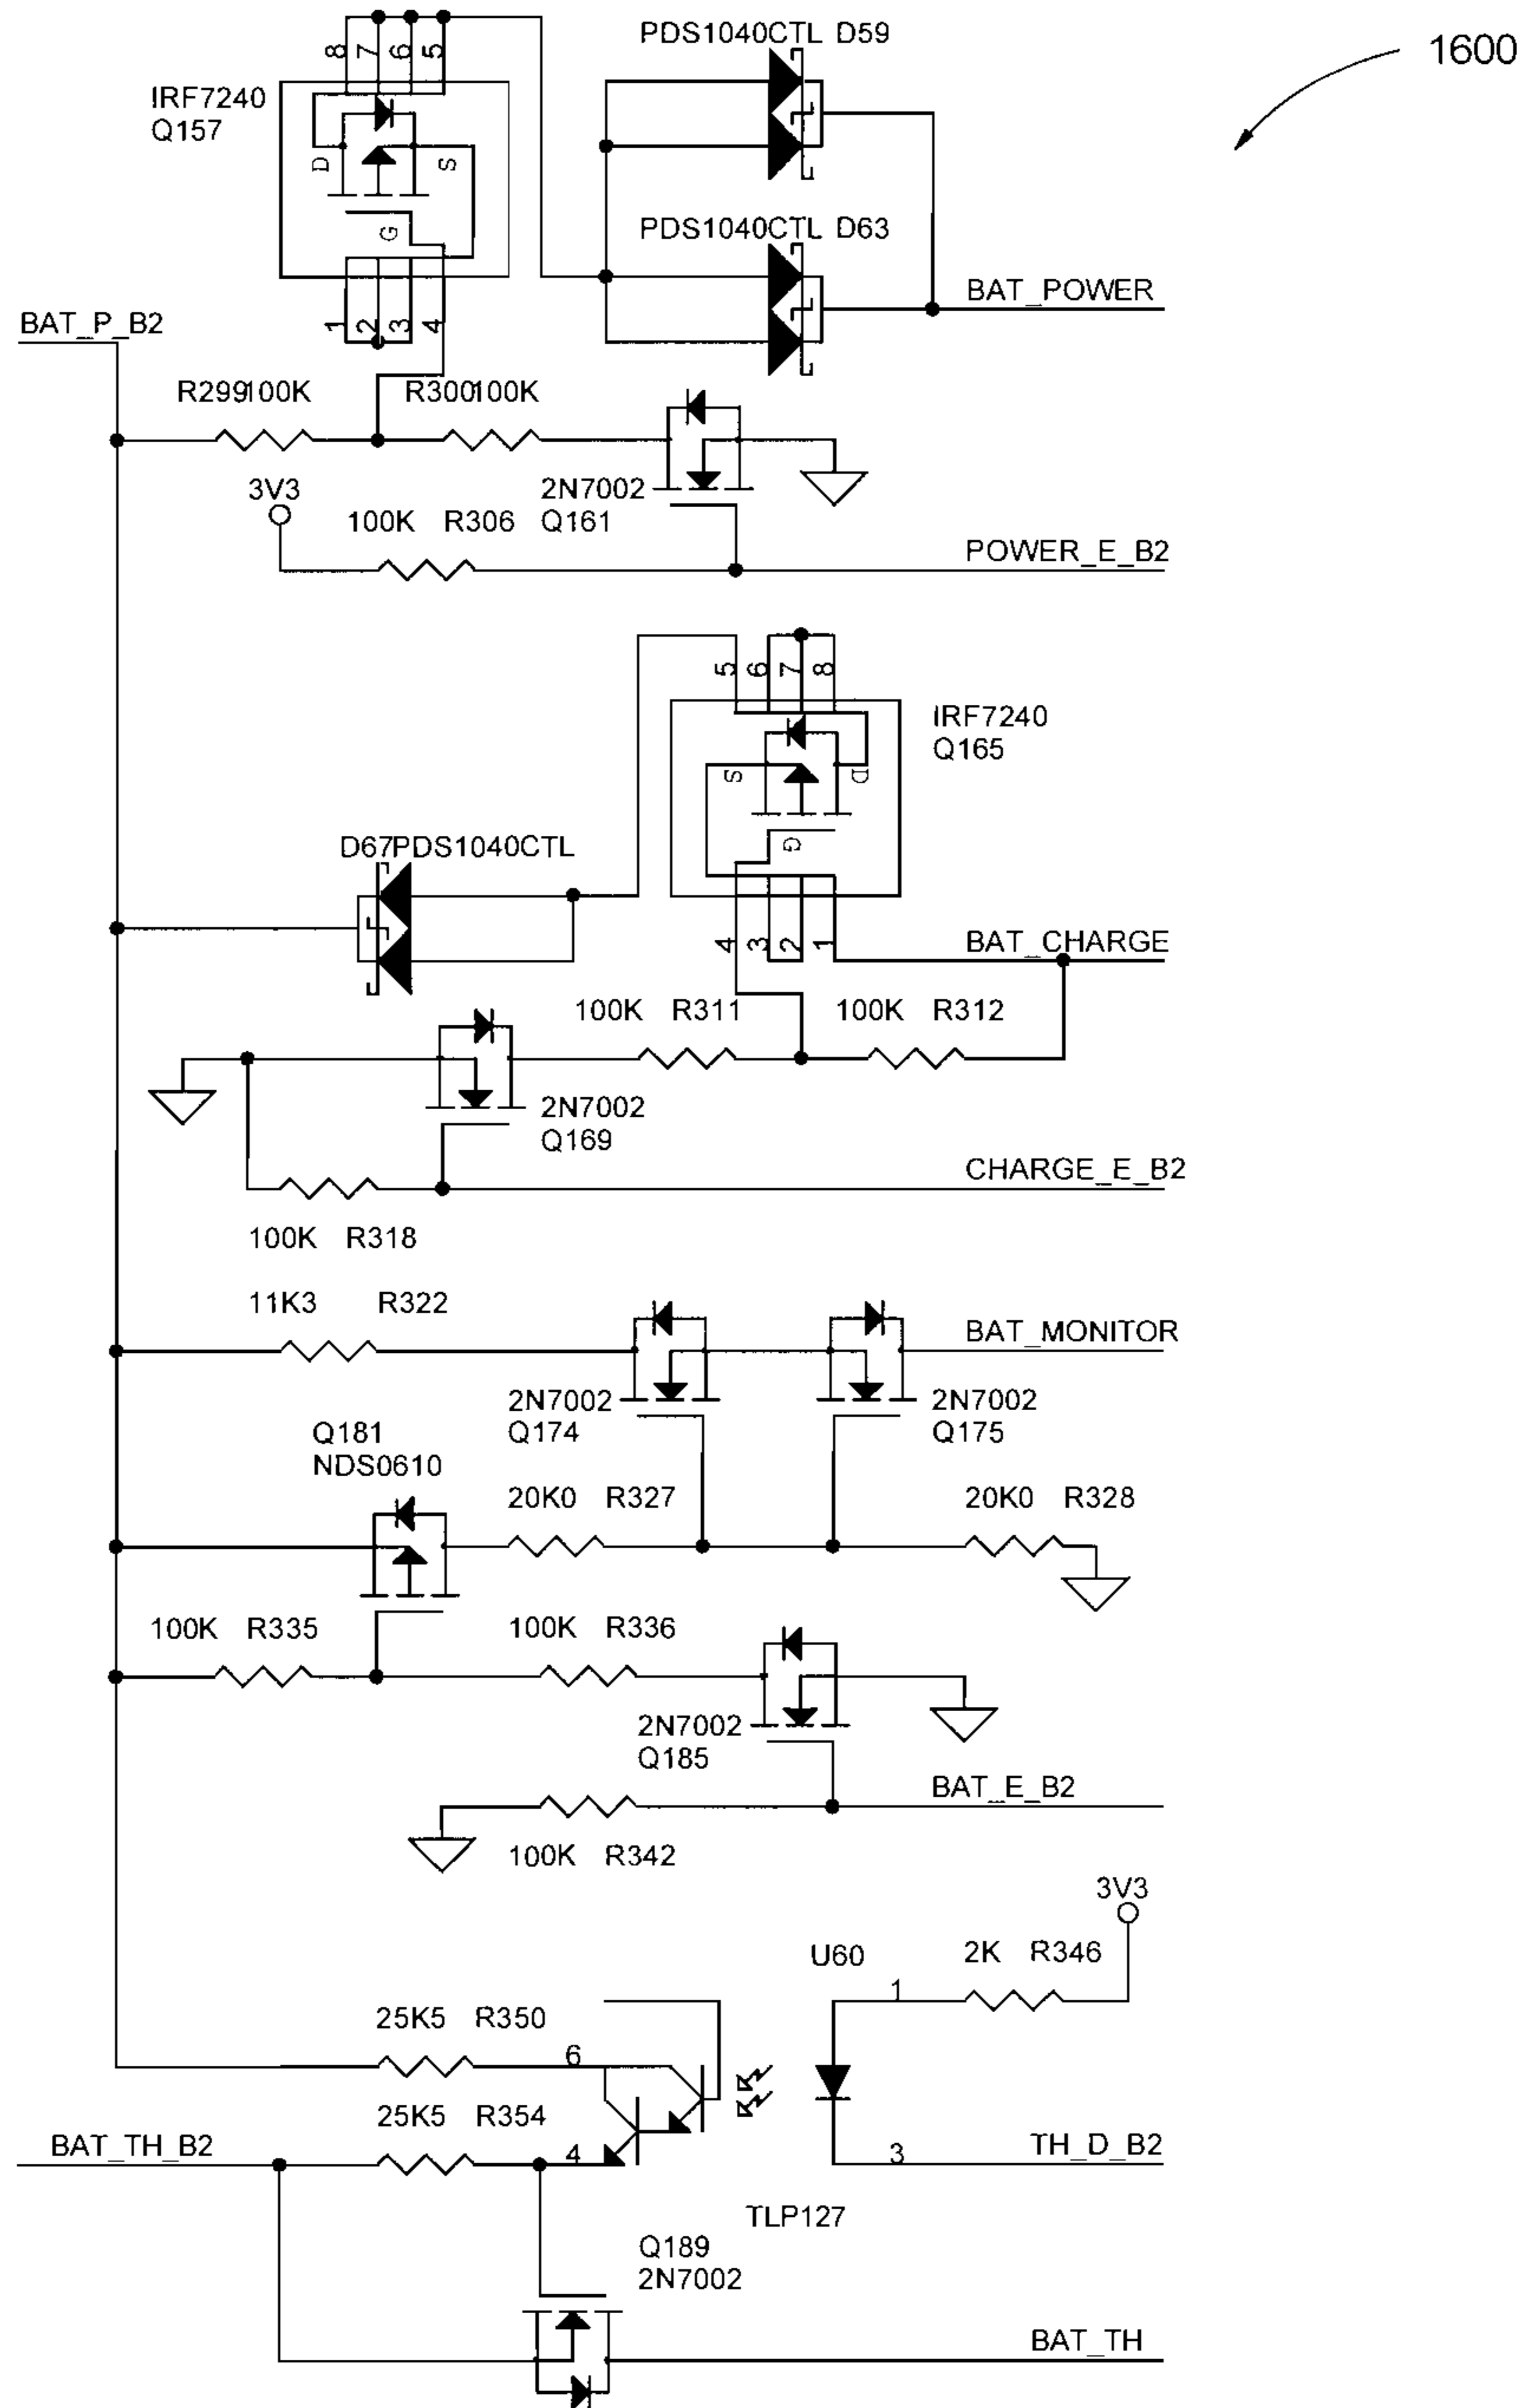 1600
PDS1040CTL D59
8 7 6 5
IRF7240
Q157
D S
G
PDS1040CTL D63
BAT_POWER
BAT_P_B2
1 2 3 4
R299100K R300100K
3V3
100K R306
2N7002
Q161
POWER_E_B2
5 6 7 8
IRF7240
Q165
S D
G
D67PDS1040CTL
4 3 2 1
BAT_CHARGE
100K R311 100K R312
2N7002
Q169
CHARGE_E_B2
100K R318
11K3 R322
BAT_MONITOR
2N7002
Q174
2N7002
Q175
Q181
NDS0610
20K0 R327 20K0 R328
100K R335 100K R336
2N7002
Q185
BAT_E_B2
100K R342
3V3
U60 2K R346
1
25K5 R350
6
25K5 R354
BAT_TH_B2
4
3
TH_D_B2
TLP127
Q189
2N7002
BAT_TH